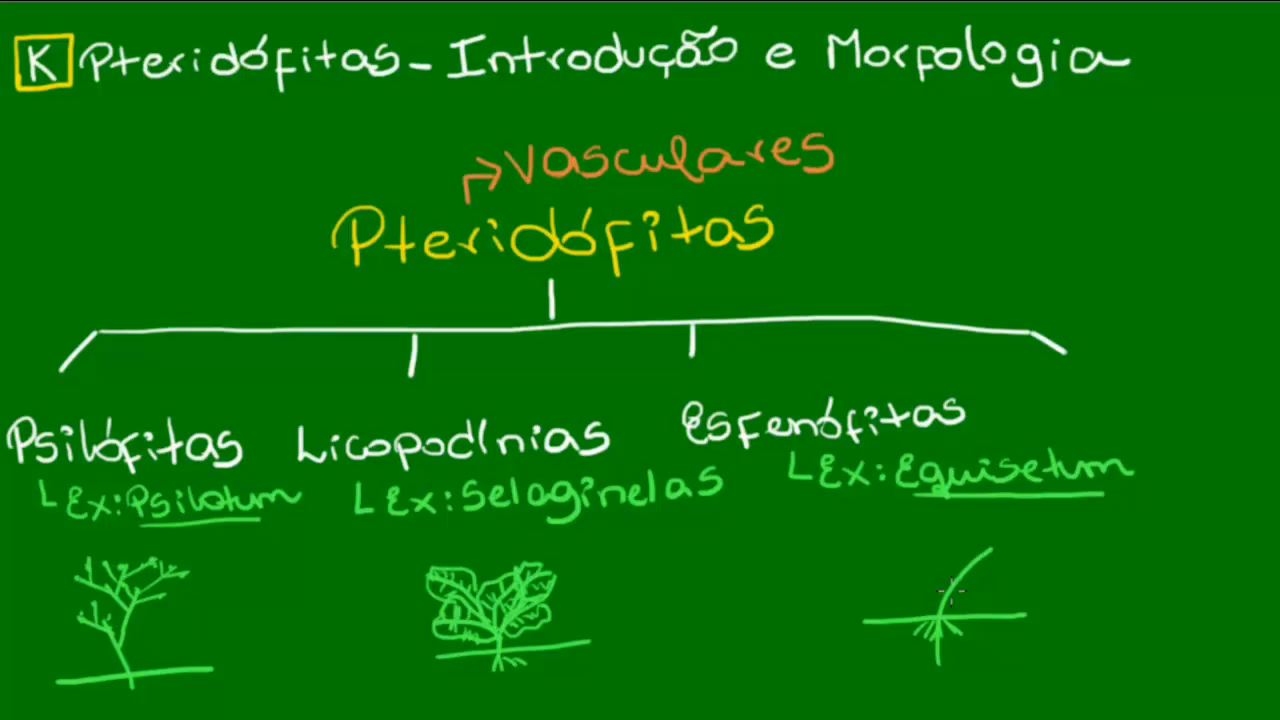 K Pteridófitas - Introdução e Morfologia
Vasculares
Pteridófitas
Psilófitas Licopodínias Esfenófitas
Ex: Psilotum Ex: Selaginelas Ex: Equisetum